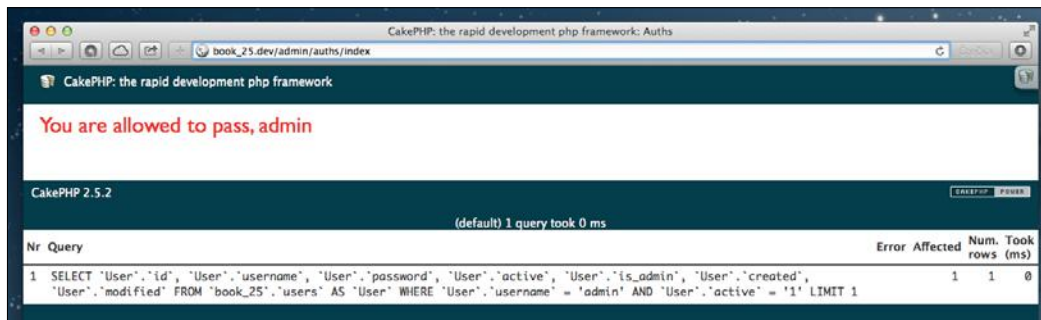 CakePHP: the rapid development php framework: Auths
book_25.dev/admin/auths/index
CakePHP: the rapid development php framework
You are allowed to pass, admin
CakePHP 2.5.2
CAKEPHP POWER
(default) 1 query took 0 ms
Nr Query Error Affected Num. rows Took (ms)
1 SELECT `User`.`id`, `User`.`username`, `User`.`password`, `User`.`active`, `User`.`is_admin`, `User`.`created`,
`User`.`modified` FROM `book_25`.`users` AS `User` WHERE `User`.`username` = 'admin' AND `User`.`active` = '1' LIMIT 1 1 1 0